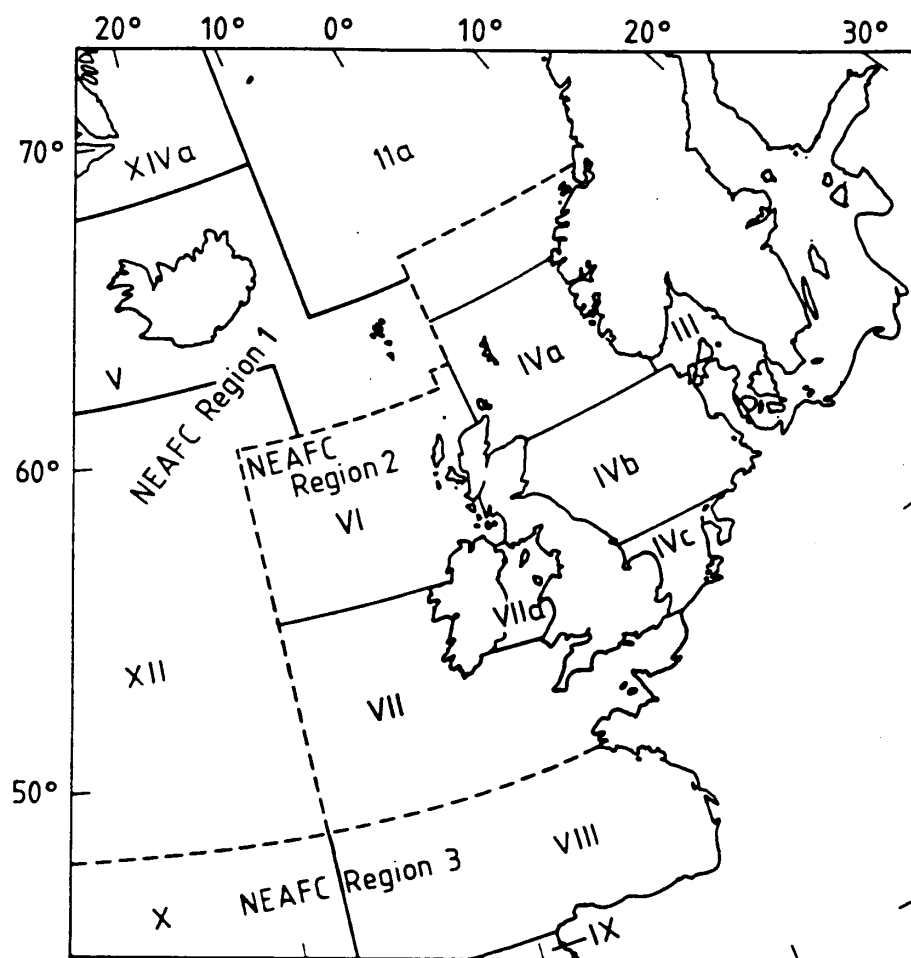 20° 10° 0° 10° 20° 30°
70°
XIVa
11a
V
NEAFC Region 1
III
IVa
60°
NEAFC
Region 2
VI
IVb
IVc
VIIa
XII
VII
50°
VIII
NEAFC Region 3
X
IX